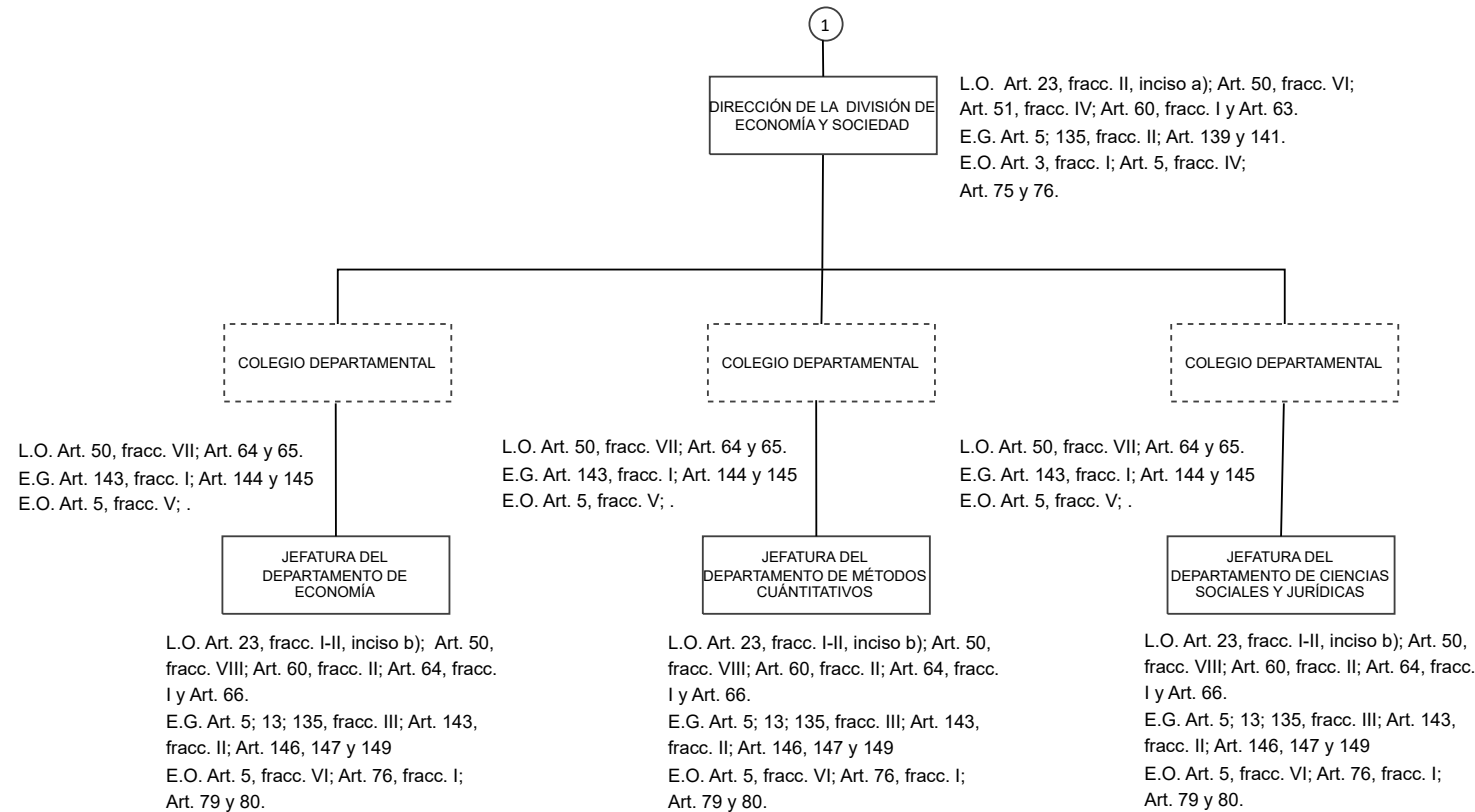 1
DIRECCIÓN DE LA DIVISIÓN DE
ECONOMÍA Y SOCIEDAD
L.O. Art. 23, fracc. II, inciso a); Art. 50, fracc. VI;
Art. 51, fracc. IV; Art. 60, fracc. I y Art. 63.
E.G. Art. 5; 135, fracc. II; Art. 139 y 141.
E.O. Art. 3, fracc. I; Art. 5, fracc. IV;
Art. 75 y 76.
COLEGIO DEPARTAMENTAL
COLEGIO DEPARTAMENTAL
COLEGIO DEPARTAMENTAL
L.O. Art. 50, fracc. VII; Art. 64 y 65.
E.G. Art. 143, fracc. I; Art. 144 y 145
E.O. Art. 5, fracc. V; .
L.O. Art. 50, fracc. VII; Art. 64 y 65.
E.G. Art. 143, fracc. I; Art. 144 y 145
E.O. Art. 5, fracc. V; .
L.O. Art. 50, fracc. VII; Art. 64 y 65.
E.G. Art. 143, fracc. I; Art. 144 y 145
E.O. Art. 5, fracc. V; .
JEFATURA DEL
DEPARTAMENTO DE
ECONOMÍA
JEFATURA DEL
DEPARTAMENTO DE MÉTODOS
CUÁNTITATIVOS
JEFATURA DEL
DEPARTAMENTO DE CIENCIAS
SOCIALES Y JURÍDICAS
L.O. Art. 23, fracc. I-II, inciso b); Art. 50,
fracc. VIII; Art. 60, fracc. II; Art. 64, fracc.
I y Art. 66.
E.G. Art. 5; 13; 135, fracc. III; Art. 143,
fracc. II; Art. 146, 147 y 149
E.O. Art. 5, fracc. VI; Art. 76, fracc. I;
Art. 79 y 80.
L.O. Art. 23, fracc. I-II, inciso b); Art. 50,
fracc. VIII; Art. 60, fracc. II; Art. 64, fracc.
I y Art. 66.
E.G. Art. 5; 13; 135, fracc. III; Art. 143,
fracc. II; Art. 146, 147 y 149
E.O. Art. 5, fracc. VI; Art. 76, fracc. I;
Art. 79 y 80.
L.O. Art. 23, fracc. I-II, inciso b); Art. 50,
fracc. VIII; Art. 60, fracc. II; Art. 64, fracc.
I y Art. 66.
E.G. Art. 5; 13; 135, fracc. III; Art. 143,
fracc. II; Art. 146, 147 y 149
E.O. Art. 5, fracc. VI; Art. 76, fracc. I;
Art. 79 y 80.